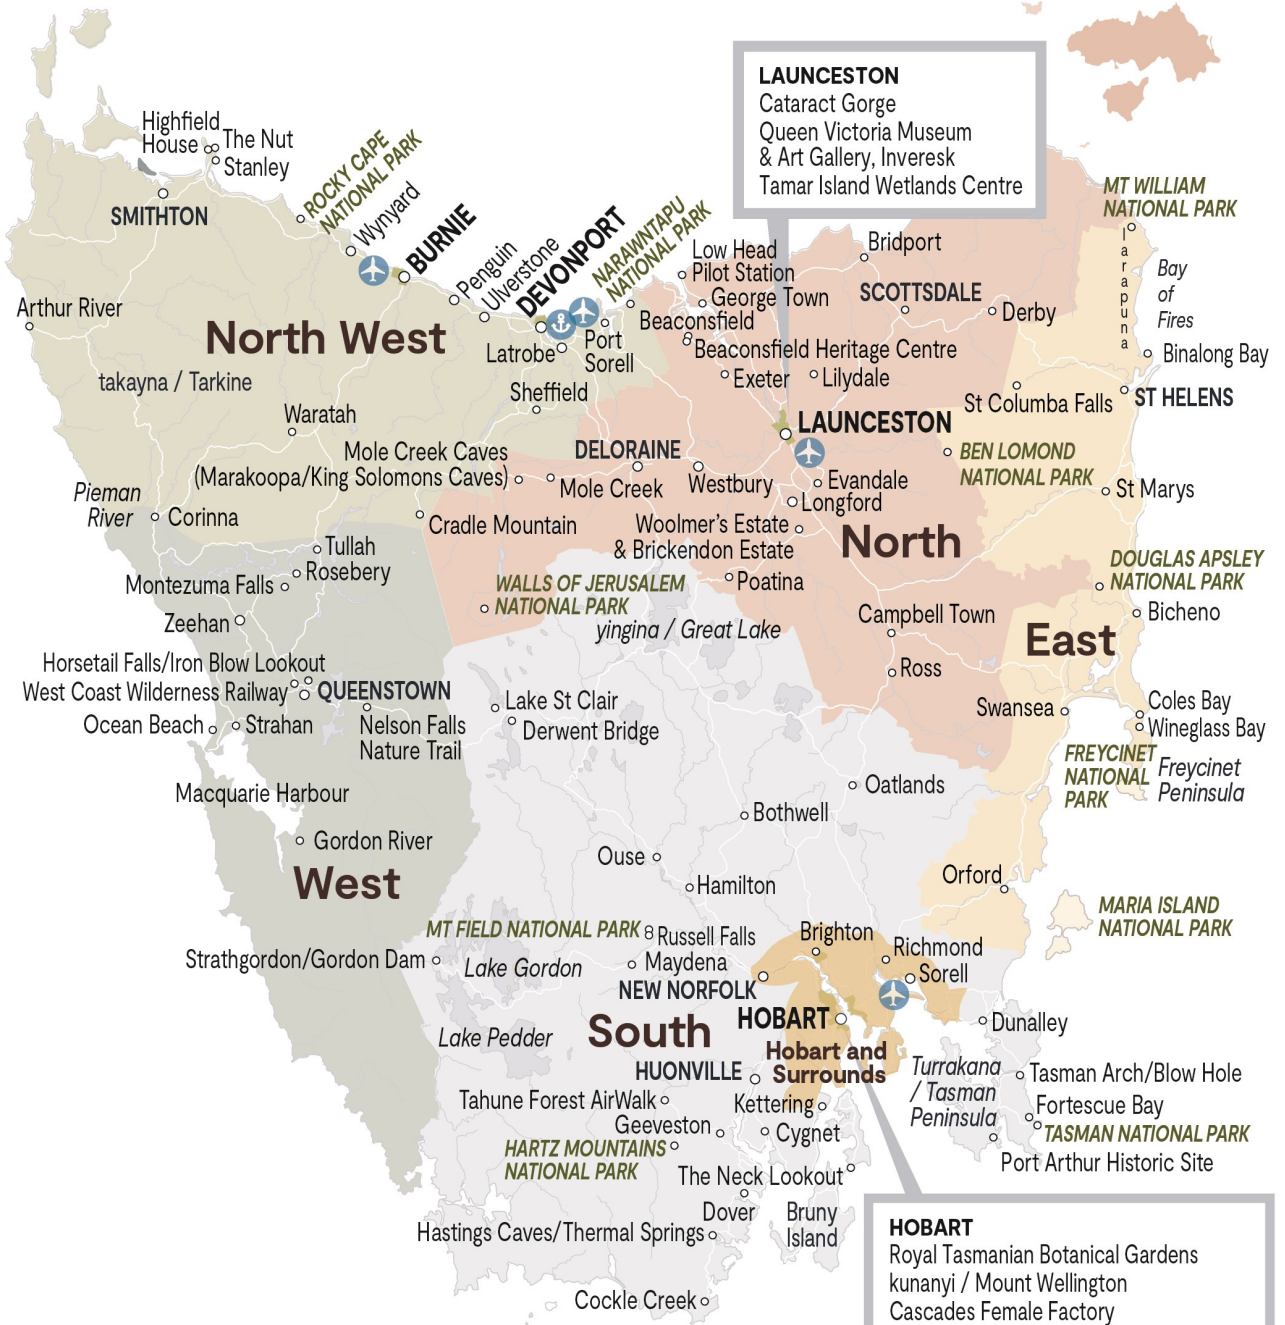 LAUNCESTON
Cataract Gorge
Queen Victoria Museum
& Art Gallery, Inveresk
Tamar Island Wetlands Centre
Highfield
House
The Nut
Stanley
SMITHTON
ROCKY CAPE
NATIONAL PARK
Wynyard
BURNIE
Penguin
Ulverstone
DEVONPORT
NARAWNTAPU
NATIONAL PARK
Low Head
Pilot Station
George Town
Bridport
SCOTTSDALE
Derby
MT WILLIAM
NATIONAL PARK
larapuna
Bay
of
Fires
Binalong Bay
Arthur River
North West
takayna / Tarkine
Latrobe
Port
Sorell
Beaconsfield
Beaconsfield Heritage Centre
Exeter
Lilydale
St Columba Falls
ST HELENS
Sheffield
Waratah
LAUNCESTON
Mole Creek Caves
(Marakoopa/King Solomons Caves)
DELORAINE
Mole Creek
Westbury
Evandale
Longford
BEN LOMOND
NATIONAL PARK
St Marys
Pieman
River
Corinna
Cradle Mountain
Woolmer's Estate
& Brickendon Estate
North
Tullah
Rosebery
Montezuma Falls
WALLS OF JERUSALEM
NATIONAL PARK
Poatina
DOUGLAS APSLEY
NATIONAL PARK
Bicheno
Zeehan
yingina / Great Lake
Campbell Town
East
Horsetail Falls/Iron Blow Lookout
West Coast Wilderness Railway
QUEENSTOWN
Ross
Lake St Clair
Derwent Bridge
Swansea
Coles Bay
Wineglass Bay
Ocean Beach
Strahan
Nelson Falls
Nature Trail
FREYCINET
NATIONAL
PARK
Freycinet
Peninsula
Macquarie Harbour
Oatlands
Bothwell
Gordon River
West
Ouse
Hamilton
Orford
MARIA ISLAND
NATIONAL PARK
MT FIELD NATIONAL PARK
Russell Falls
Maydena
Brighton
Richmond
Sorell
Strathgordon/Gordon Dam
Lake Gordon
NEW NORFOLK
South
HOBART
Hobart and
Surrounds
Dunalley
Lake Pedder
HUONVILLE
Turrakana
/ Tasman
Peninsula
Tasman Arch/Blow Hole
Tahune Forest AirWalk
Kettering
Fortescue Bay
TASMAN NATIONAL PARK
Geeveston
Cygnet
HARTZ MOUNTAINS
NATIONAL PARK
Port Arthur Historic Site
The Neck Lookout
Dover
Bruny
Island
Hastings Caves/Thermal Springs
Cockle Creek
HOBART
Royal Tasmanian Botanical Gardens
kunanyi / Mount Wellington
Cascades Female Factory